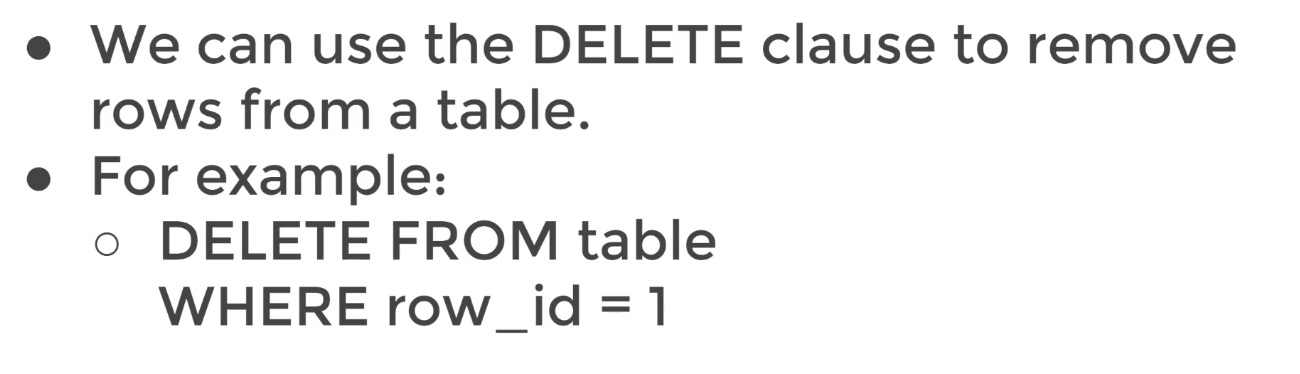 ● We can use the DELETE clause to remove
rows from a table.
● For example:
○ DELETE FROM table
WHERE row_id = 1